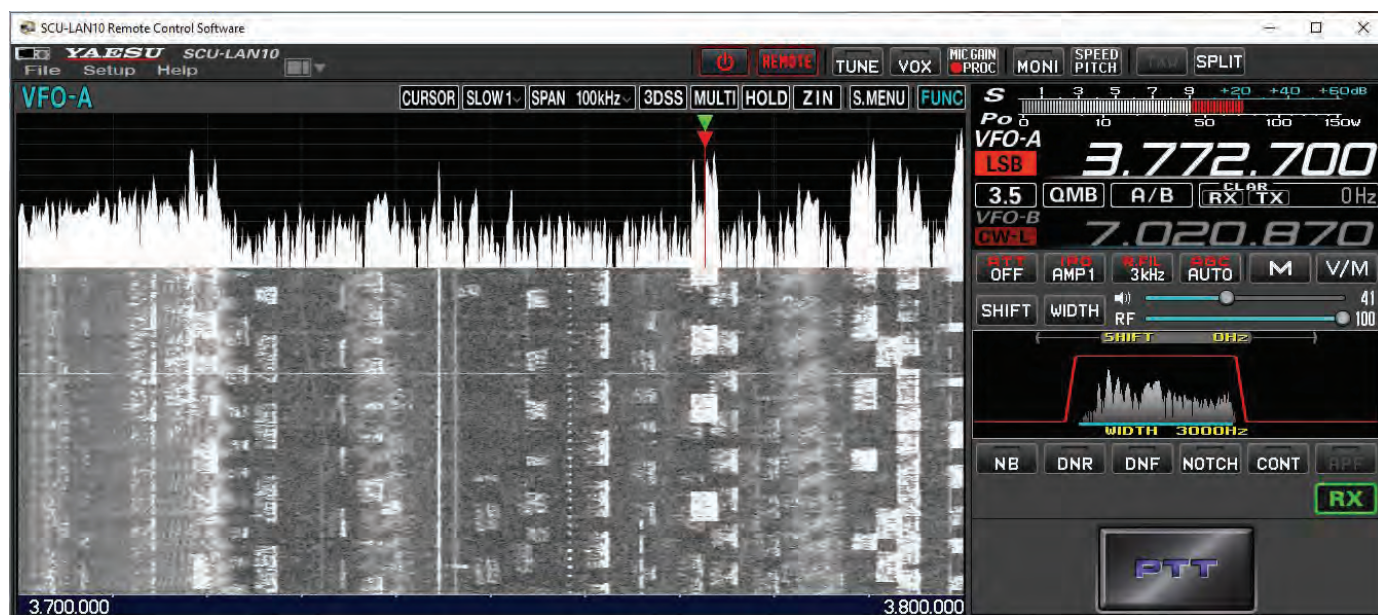 SCU-LAN10 Remote Control Software
YAESU SCU-LAN10
File Setup Help
REMOTE TUNE VOX MIC GAIN PROC MONI SPEED PITCH SPLIT
VFO-A
CURSOR SLOW1 SPAN 100kHz 3DSS MULTI HOLD ZIN S.MENU FUNC
S 1 3 5 7 9 +20 +40 +60dB
Po 0 10 50 100 150W
VFO-A
LSB 3.772.700
3.5 QMB A/B CLAR RX TX 0Hz
VFO-B
CW-L 7.020.870
ATT OFF IPO AMP1 R.FIL 3kHz AGC AUTO M V/M
SHIFT WIDTH 41
RF 100
SHIFT 0Hz
WIDTH 3000Hz
NB DNR DNF NOTCH CONT APF
RX
PTT
3.700.000 3.800.000